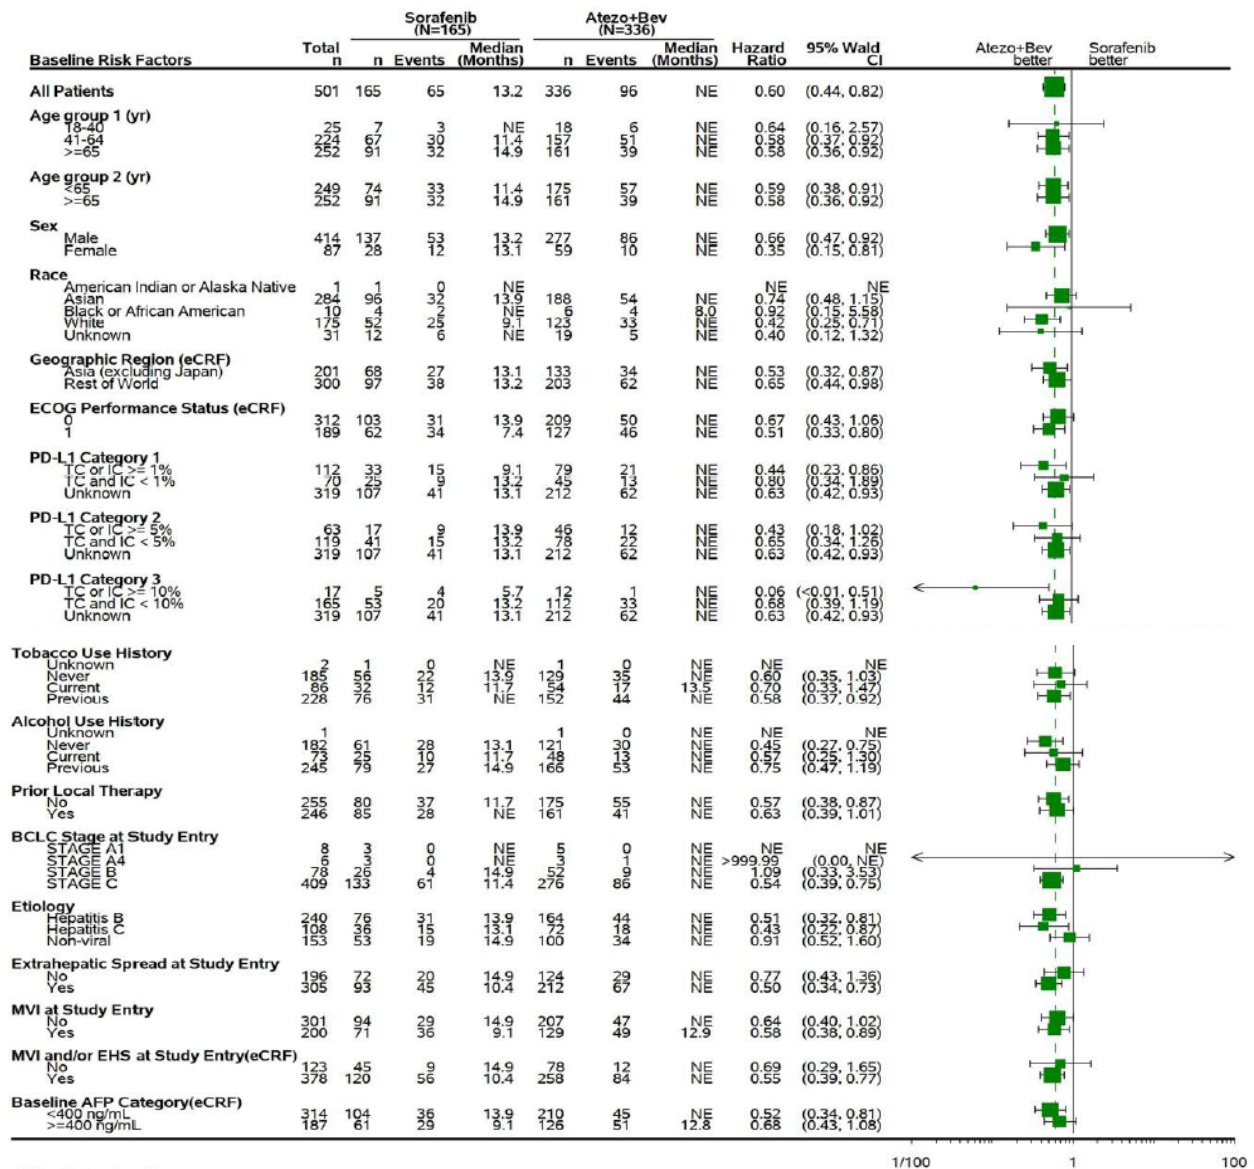 Sorafenib Atezo+Bev
(N=165) (N=336)
Total Median Median Hazard 95% Wald Atezo+Bev Sorafenib
Baseline Risk Factors n n Events (Months) n Events (Months) Ratio CI better better
All Patients 501 165 65 13.2 336 96 NE 0.60 (0.44, 0.82)
Age group 1 (yr)
18-40 25 7 3 NE 18 6 NE 0.64 (0.16, 2.57)
41-64 224 67 30 11.4 157 51 NE 0.58 (0.37, 0.92)
>=65 252 91 32 14.9 161 39 NE 0.58 (0.36, 0.92)
Age group 2 (yr)
<65 249 74 33 11.4 175 57 NE 0.59 (0.38, 0.91)
>=65 252 91 32 14.9 161 39 NE 0.58 (0.36, 0.92)
Sex
Male 414 137 53 13.2 277 86 NE 0.66 (0.47, 0.92)
Female 87 28 12 13.1 59 10 NE 0.35 (0.15, 0.81)
Race
American Indian or Alaska Native 1 1 0 NE NE NE
Asian 284 96 32 13.9 188 54 NE 0.74 (0.48, 1.15)
Black or African American 10 4 2 NE 6 4 8.0 0.92 (0.15, 5.58)
White 175 52 25 9.1 123 33 NE 0.42 (0.25, 0.71)
Unknown 31 12 6 NE 19 5 NE 0.40 (0.12, 1.32)
Geographic Region (eCRF)
Asia (excluding Japan) 201 68 27 13.1 133 34 NE 0.53 (0.32, 0.87)
Rest of World 300 97 38 13.2 203 62 NE 0.65 (0.44, 0.98)
ECOG Performance Status (eCRF)
0 312 103 31 13.9 209 50 NE 0.67 (0.43, 1.06)
1 189 62 34 7.4 127 46 NE 0.51 (0.33, 0.80)
PD-L1 Category 1
TC or IC >= 1% 112 33 15 9.1 79 21 NE 0.44 (0.23, 0.86)
TC and IC < 1% 70 25 9 13.2 45 13 NE 0.80 (0.34, 1.89)
Unknown 319 107 41 13.1 212 62 NE 0.63 (0.42, 0.93)
PD-L1 Category 2
TC or IC >= 5% 63 17 9 13.9 46 12 NE 0.43 (0.18, 1.02)
TC and IC < 5% 119 41 15 13.2 78 22 NE 0.65 (0.34, 1.26)
Unknown 319 107 41 13.1 212 62 NE 0.63 (0.42, 0.93)
PD-L1 Category 3
TC or IC >= 10% 17 5 4 5.7 12 1 NE 0.06 (<0.01, 0.51)
TC and IC < 10% 165 53 20 13.2 112 33 NE 0.68 (0.39, 1.19)
Unknown 319 107 41 13.1 212 62 NE 0.63 (0.42, 0.93)
Tobacco Use History
Unknown 2 1 0 NE 1 0 NE NE NE
Never 185 56 22 13.9 129 35 NE 0.60 (0.35, 1.03)
Current 86 32 12 11.7 54 17 13.5 0.70 (0.33, 1.47)
Previous 228 76 31 NE 152 44 NE 0.58 (0.37, 0.92)
Alcohol Use History
Unknown 1 1 0 NE NE NE
Never 182 61 28 13.1 121 30 NE 0.45 (0.27, 0.75)
Current 73 25 10 11.7 48 13 NE 0.57 (0.25, 1.30)
Previous 245 79 27 14.9 166 53 NE 0.75 (0.47, 1.19)
Prior Local Therapy
No 255 80 37 11.7 175 55 NE 0.57 (0.38, 0.87)
Yes 246 85 28 NE 161 41 NE 0.63 (0.39, 1.01)
BCLC Stage at Study Entry
STAGE A1 8 3 0 NE 5 0 NE NE NE
STAGE A4 6 3 0 NE 3 1 NE >999.99 (0.00, NE)
STAGE B 78 26 4 14.9 52 9 NE 1.09 (0.33, 3.53)
STAGE C 409 133 61 11.4 276 86 NE 0.54 (0.39, 0.75)
Etiology
Hepatitis B 240 76 31 13.9 164 44 NE 0.51 (0.32, 0.81)
Hepatitis C 108 36 15 13.1 72 18 NE 0.43 (0.22, 0.87)
Non-viral 153 53 19 14.9 100 34 NE 0.91 (0.52, 1.60)
Extrahepatic Spread at Study Entry
No 196 72 20 14.9 124 29 NE 0.77 (0.43, 1.36)
Yes 305 93 45 10.4 212 67 NE 0.50 (0.34, 0.73)
MVI at Study Entry
No 301 94 29 14.9 207 47 NE 0.64 (0.40, 1.02)
Yes 200 71 36 9.1 129 49 12.9 0.58 (0.38, 0.89)
MVI and/or EHS at Study Entry(eCRF)
No 123 45 9 14.9 78 12 NE 0.69 (0.29, 1.65)
Yes 378 120 56 10.4 258 84 NE 0.55 (0.39, 0.77)
Baseline AFP Category(eCRF)
<400 ng/mL 314 104 36 13.9 210 45 NE 0.52 (0.34, 0.81)
>=400 ng/mL 187 61 29 9.1 126 51 12.8 0.68 (0.43, 1.08)
1/100 1 100